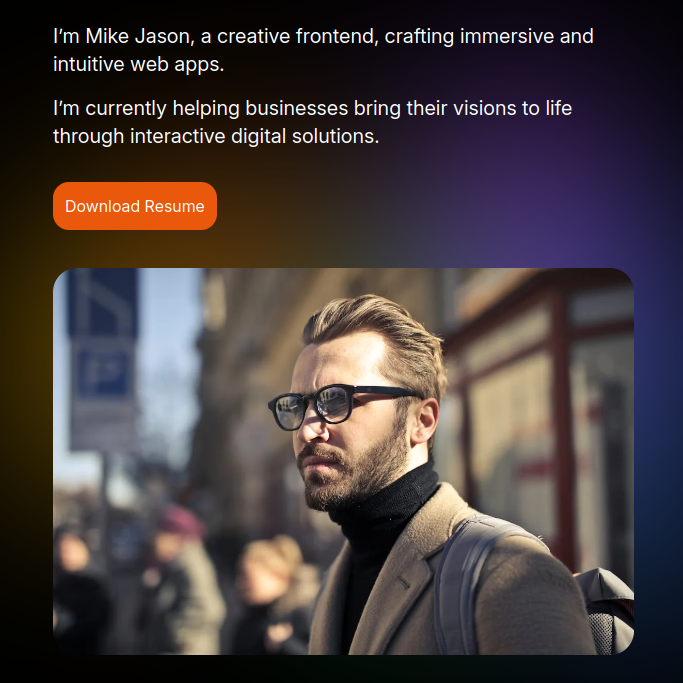 I’m Mike Jason, a creative frontend, crafting immersive and
intuitive web apps.
I’m currently helping businesses bring their visions to life
through interactive digital solutions.
Download Resume
P